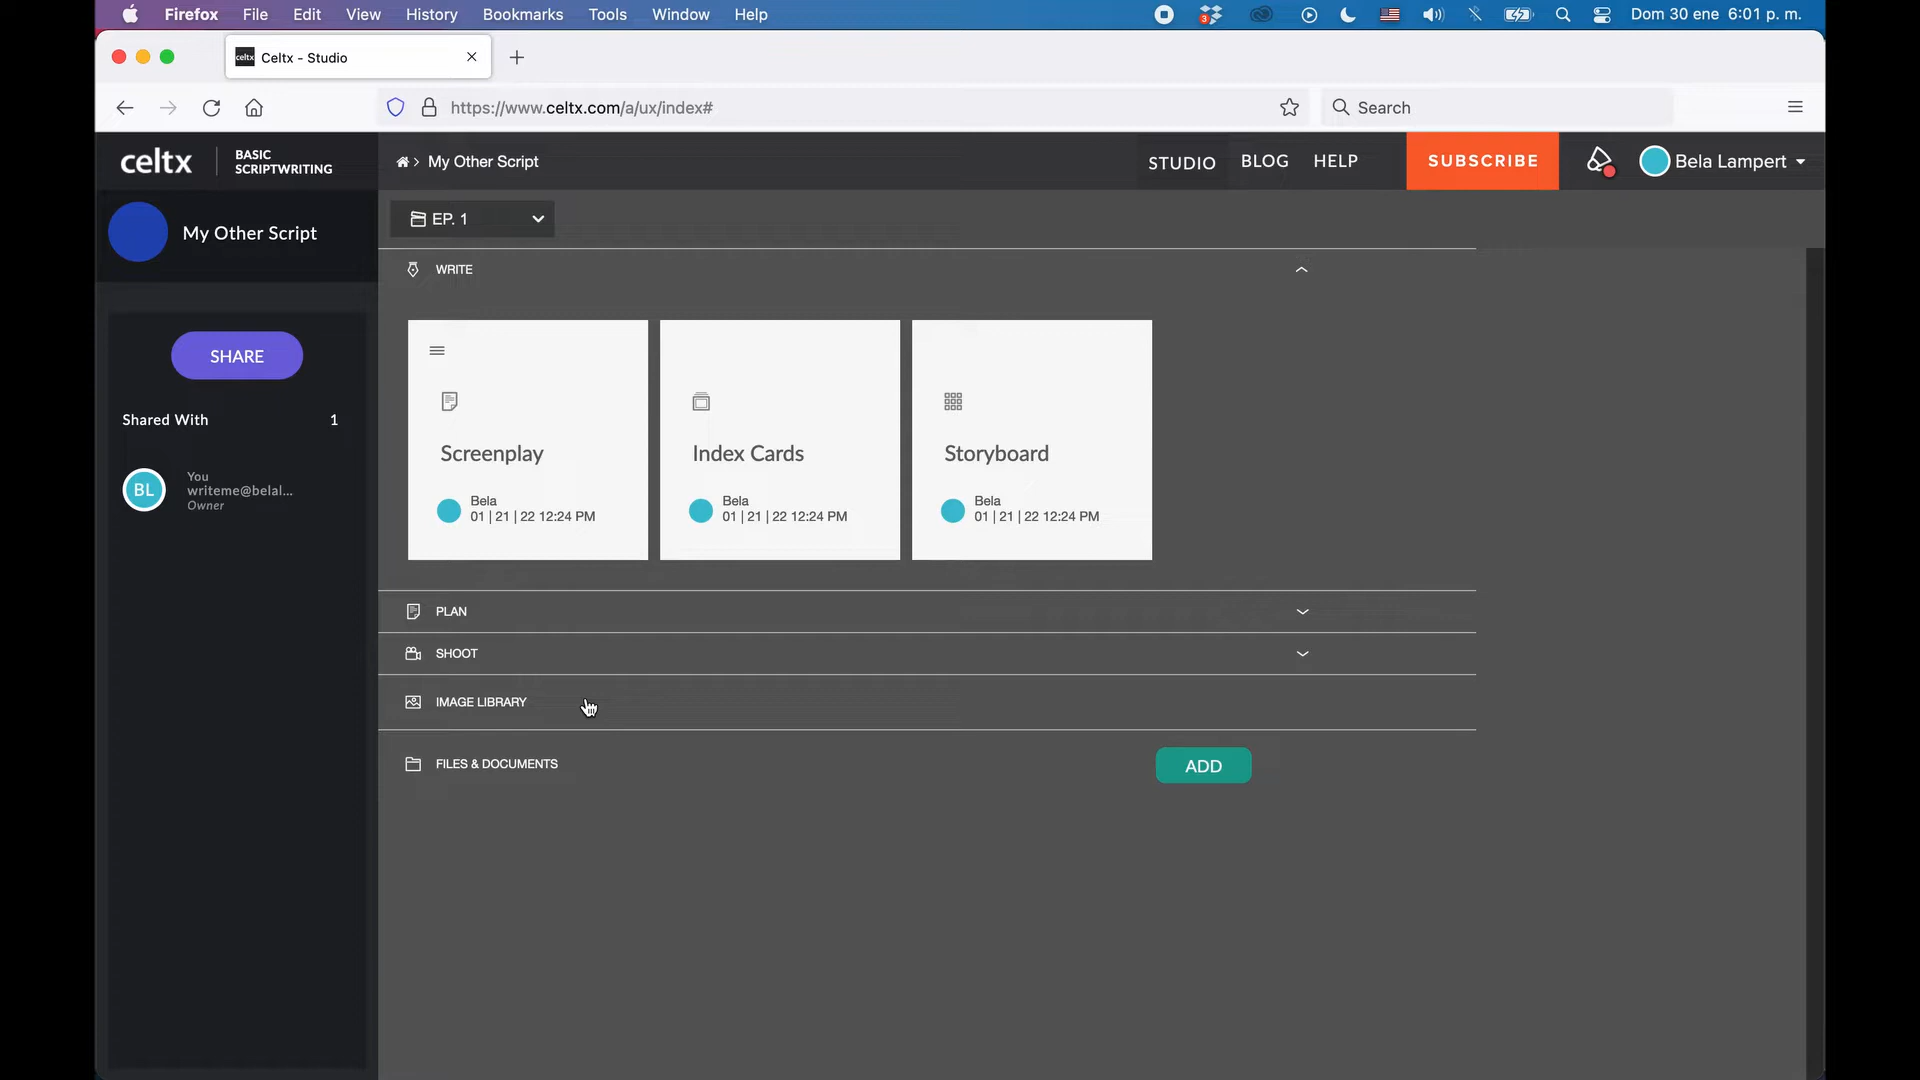 Firefox File Edit View History Bookmarks Tools Window Help
3
Dom 30 ene 6:01 p. m.
celtx Celtx - Studio
https://www.celtx.com/a/ux/index#
Search
celtx
BASIC
SCRIPTWRITING
> My Other Script
STUDIO BLOG HELP
SUBSCRIBE
Bela Lampert
My Other Script
EP. 1
WRITE
SHARE
Shared With 1
BL
You
writeme@belal...
Owner
Screenplay
Bela
01 | 21 | 22 12:24 PM
Index Cards
Bela
01 | 21 | 22 12:24 PM
Storyboard
Bela
01 | 21 | 22 12:24 PM
PLAN
SHOOT
IMAGE LIBRARY
FILES & DOCUMENTS
ADD